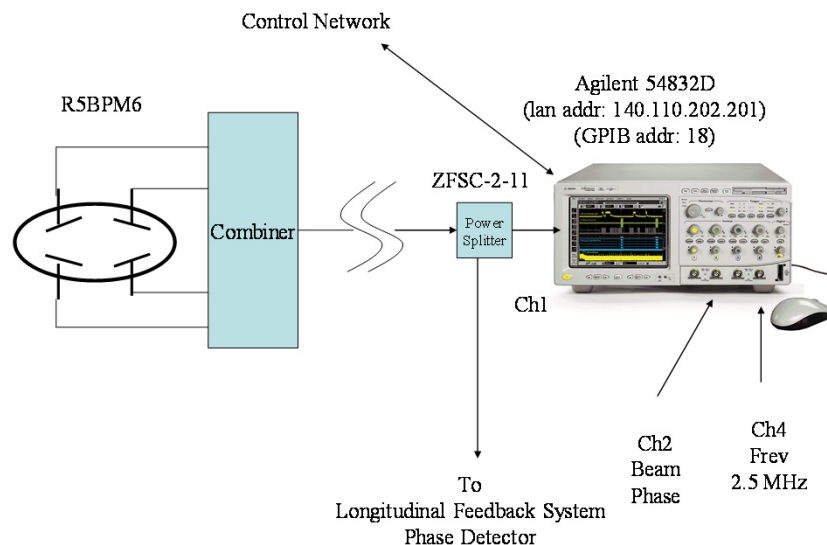 Control Network
R5BPM6
Agilent 54832D
(lan addr: 140.110.202.201)
(GPIB addr: 18)
ZFSC-2-11
Combiner
Power
Splitter
Ch1
Ch2
Beam
Phase
Ch4
Frev
2.5 MHz
To
Longitudinal Feedback System
Phase Detector